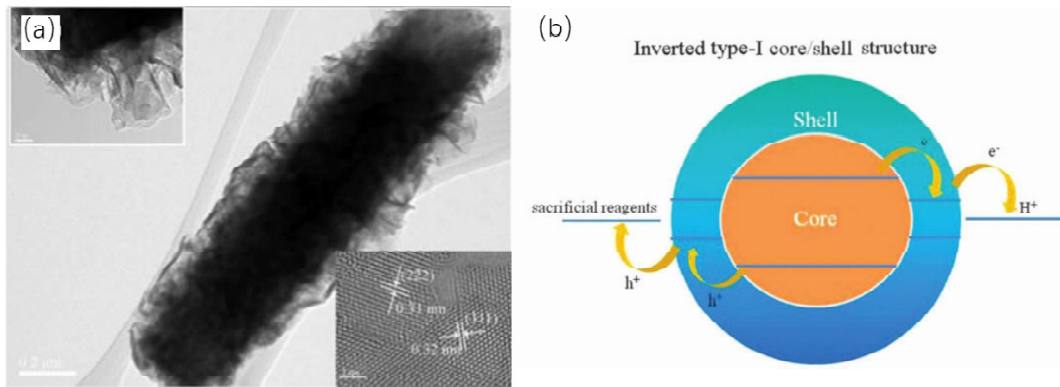 (a)
(222)
0.31 nm
(111)
0.32 nm
0.2 μm
(b)
Inverted type-I core/shell structure
Shell
e⁻
sacrificial reagents
Core
H⁺
h⁺
h⁺